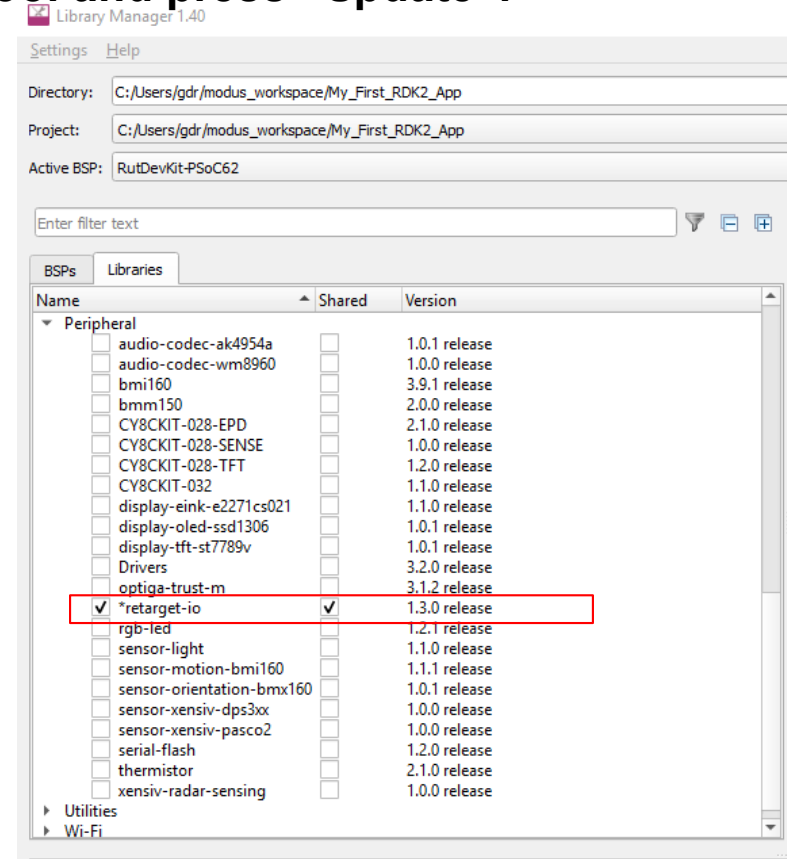 ool and press "Update".
Library Manager 1.40
Settings Help
Directory: C:/Users/gdr/modus_workspace/My_First_RDK2_App
Project: C:/Users/gdr/modus_workspace/My_First_RDK2_App
Active BSP: RutDevKit-PSoC62
Enter filter text
BSPs Libraries
Name Shared Version
Peripheral
audio-codec-ak4954a 1.0.1 release
audio-codec-wm8960 1.0.0 release
bmi160 3.9.1 release
bmm150 2.0.0 release
CY8CKIT-028-EPD 2.1.0 release
CY8CKIT-028-SENSE 1.0.0 release
CY8CKIT-028-TFT 1.2.0 release
CY8CKIT-032 1.1.0 release
display-eink-e2271cs021 1.1.0 release
display-oled-ssd1306 1.0.1 release
display-tft-st7789v 1.0.1 release
Drivers 3.2.0 release
optiga-trust-m 3.1.2 release
*retarget-io 1.3.0 release
rgb-led 1.2.1 release
sensor-light 1.1.0 release
sensor-motion-bmi160 1.1.1 release
sensor-orientation-bmx160 1.0.1 release
sensor-xensiv-dps3xx 1.0.0 release
sensor-xensiv-pasco2 1.0.0 release
serial-flash 1.2.0 release
thermistor 2.1.0 release
xensiv-radar-sensing 1.0.0 release
Utilities
Wi-Fi